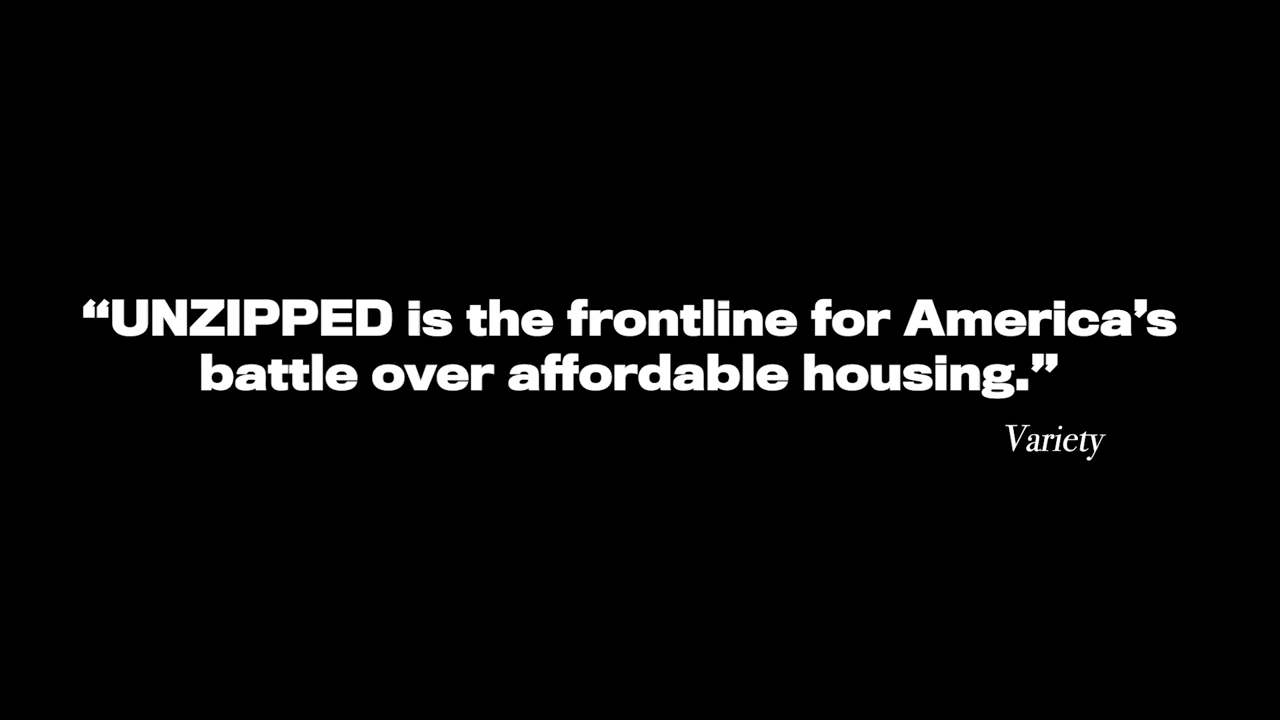 “UNZIPPED is the frontline for America’s
battle over affordable housing.”
Variety